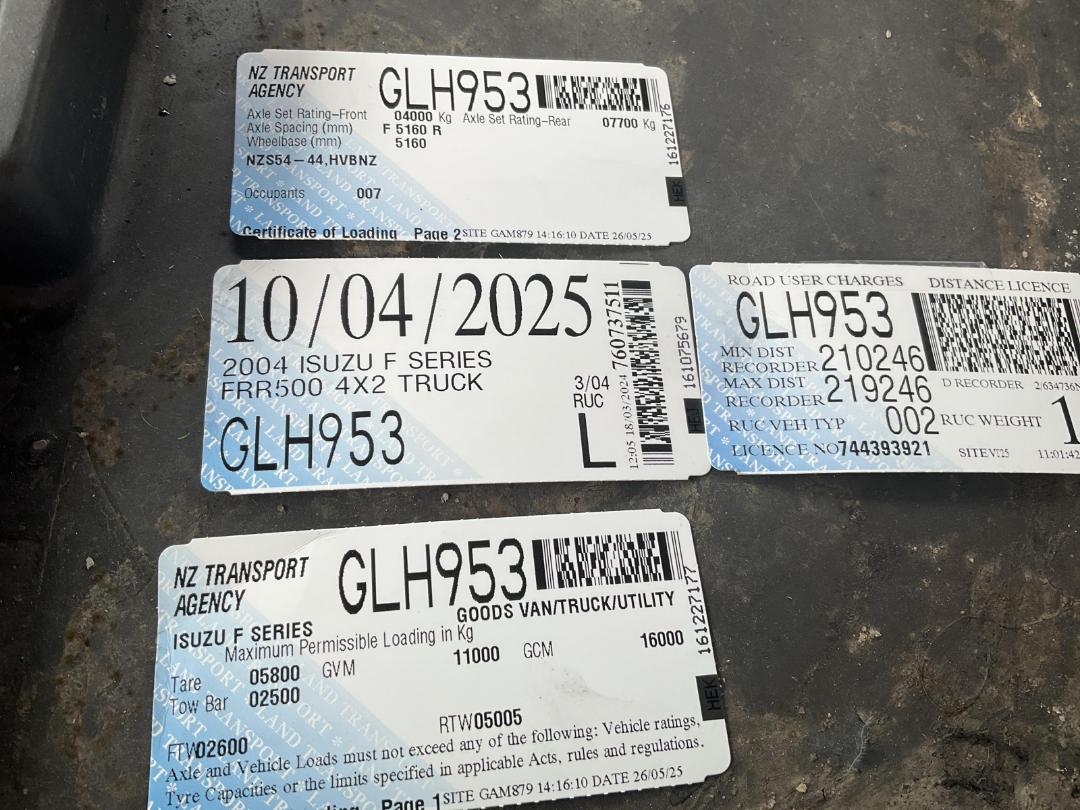 NZ TRANSPORT
AGENCY
GLH953
Axle Set Rating-Front 04000 Kg Axle Set Rating-Rear 07700 Kg
Axle Spacing (mm) F 5160 R
Wheelbase (mm) 5160
NZS54-44,HVBNZ
Occupants 007
Certificate of Loading Page 2 SITE GAM879 14:16:10 DATE 26/05/25
161227176
HEK
10/04/2025
2004 ISUZU F SERIES
FRR500 4X2 TRUCK
GLH953
3/04
RUC
L
12:05 18/03/2024 760737511
161075679
HEJ
ROAD USER CHARGES DISTANCE LICENCE
GLH953
MIN DIST
RECORDER 210246
MAX DIST
RECORDER 219246
D RECORDER
RUC VEH TYP 002 RUC WEIGHT 1
LICENCE NO 744393921 SITE VT25 11:01:42
NZ TRANSPORT
AGENCY
GLH953
GOODS VAN/TRUCK/UTILITY
ISUZU F SERIES
Maximum Permissible Loading in Kg
Tare 05800 GVM 11000 GCM 16000
Tow Bar 02500
RTW05005
FTW02600
Axle and Vehicle Loads must not exceed any of the following: Vehicle ratings,
Tyre Capacities or the limits specified in applicable Acts, rules and regulations.
Page 1 SITE GAM879 14:16:10 DATE 26/05/25
161227177
HEK